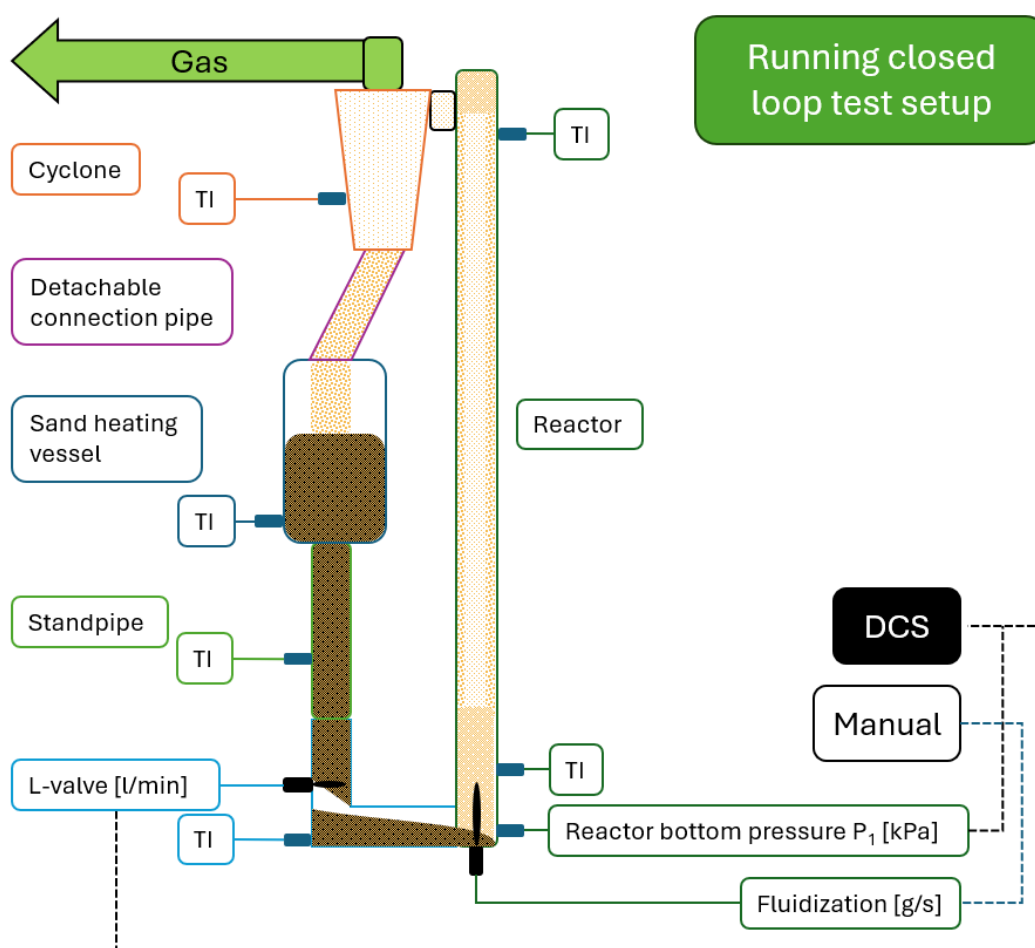 Gas
Running closed
loop test setup
TI
Cyclone
TI
Detachable
connection pipe
Sand heating
vessel
Reactor
TI
DCS
Standpipe
TI
Manual
TI
L-valve [l/min]
TI
Reactor bottom pressure P₁ [kPa]
Fluidization [g/s]